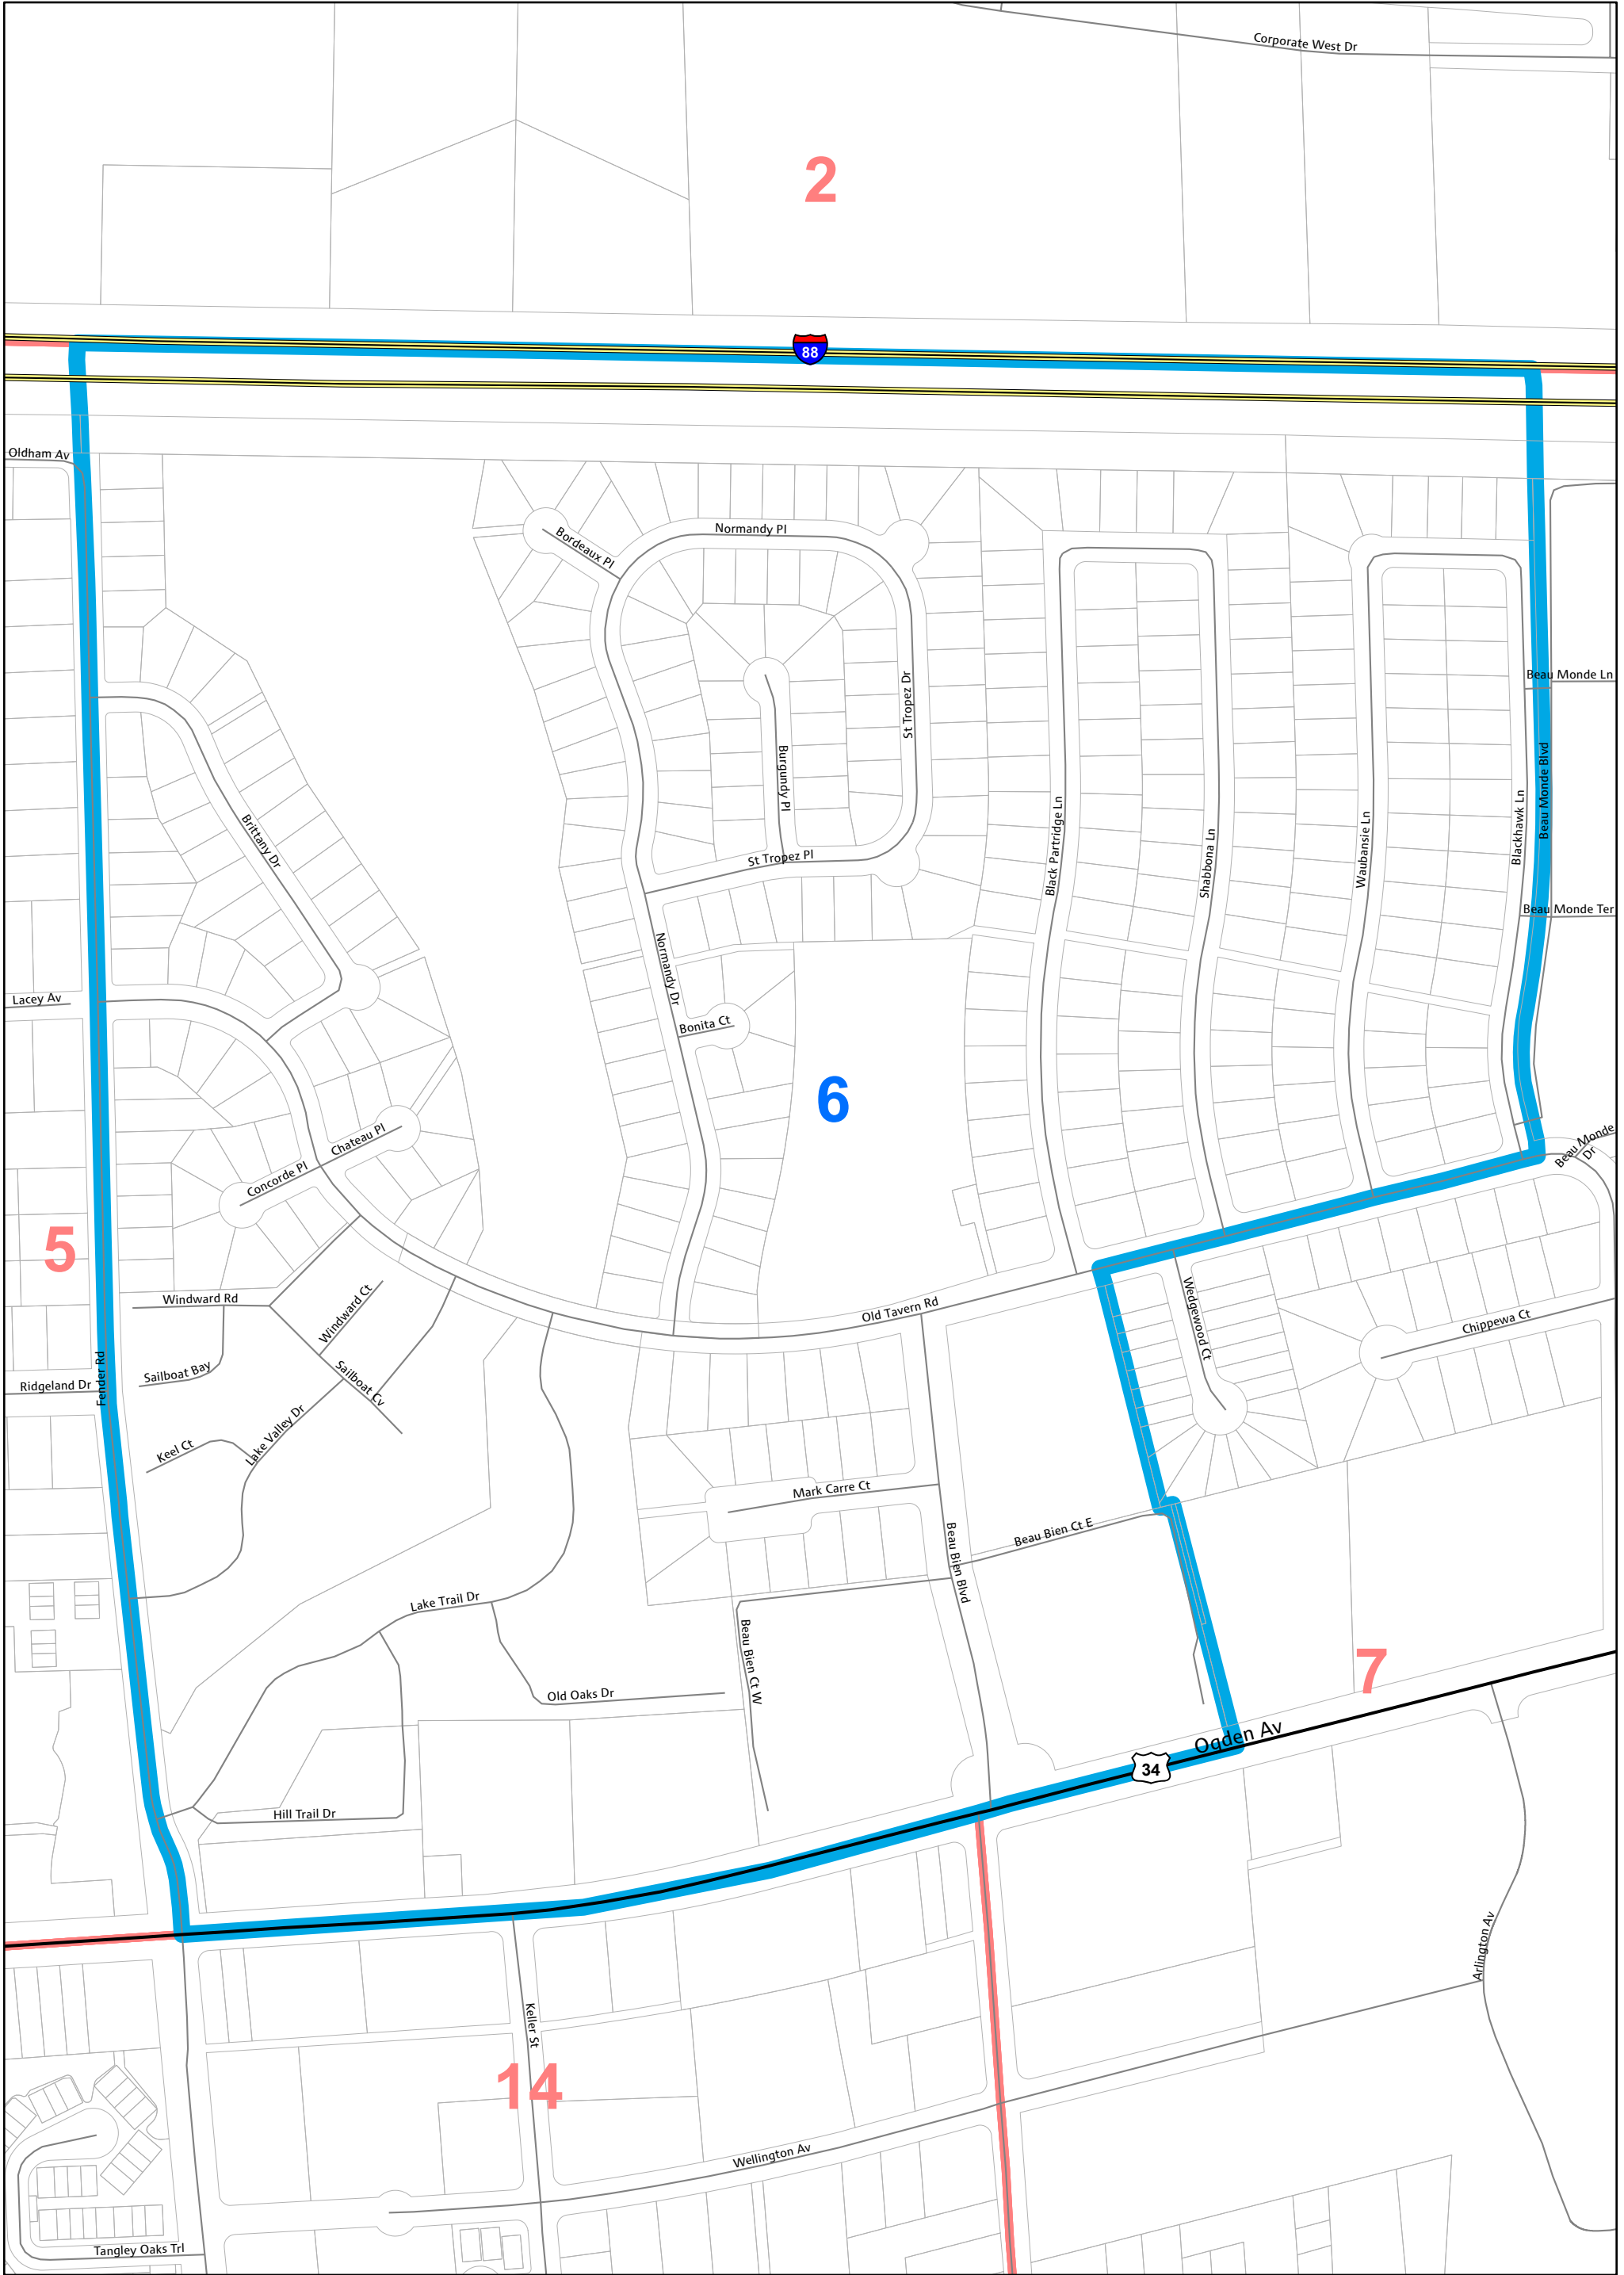 Corporate West Dr
2
88
Oldham Av
Normandy Pl
Bordeaux Pl
Beau Monde Ln
St Tropez Dr
Burgundy Pl
Beau Monde Blvd
Brittany Dr
Black Partridge Ln
Shabbona Ln
Waubansie Ln
Blackhawk Ln
St Tropez Pl
Beau Monde Ter
Normandy Dr
Lacey Av
Bonita Ct
6
Beau Monde
Dr
Chateau Pl
Concorde Pl
5
Windward Rd
Windward Ct
Old Tavern Rd
Wedgewood Ct
Chippewa Ct
Sailboat Bay
Sailboat Cv
Ridgeland Dr
Fender Rd
Lake Valley Dr
Keel Ct
Mark Carre Ct
Beau Bien Ct E
Beau Bien Blvd
Lake Trail Dr
Beau Bien Ct W
7
Old Oaks Dr
Ogden Av
34
Hill Trail Dr
Arlington Av
Keller St
14
Wellington Av
Tangley Oaks Trl